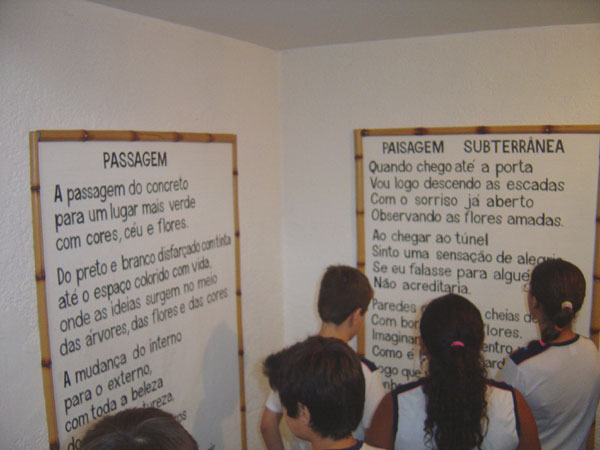 PASSAGEM
A passagem do concreto
para um lugar mais verde
com cores, céu e flores.
Do preto e branco disfarçado com tinta
até o espaço colorido com vida.
onde as ideias surgem no meio
das árvores, das flores e das cores
A mudança do interno
para o externo,
com toda a beleza
PAISAGEM SUBTERRÂNEA
Quando chego até a porta
Vou logo descendo as escadas
Com o sorriso já aberto
Observando as flores amadas.
Ao chegar ao túnel
Sinto uma sensação de alegria
Se eu falasse para
Não acreditaria.
Paredes cheias de
Com flores.
Como é